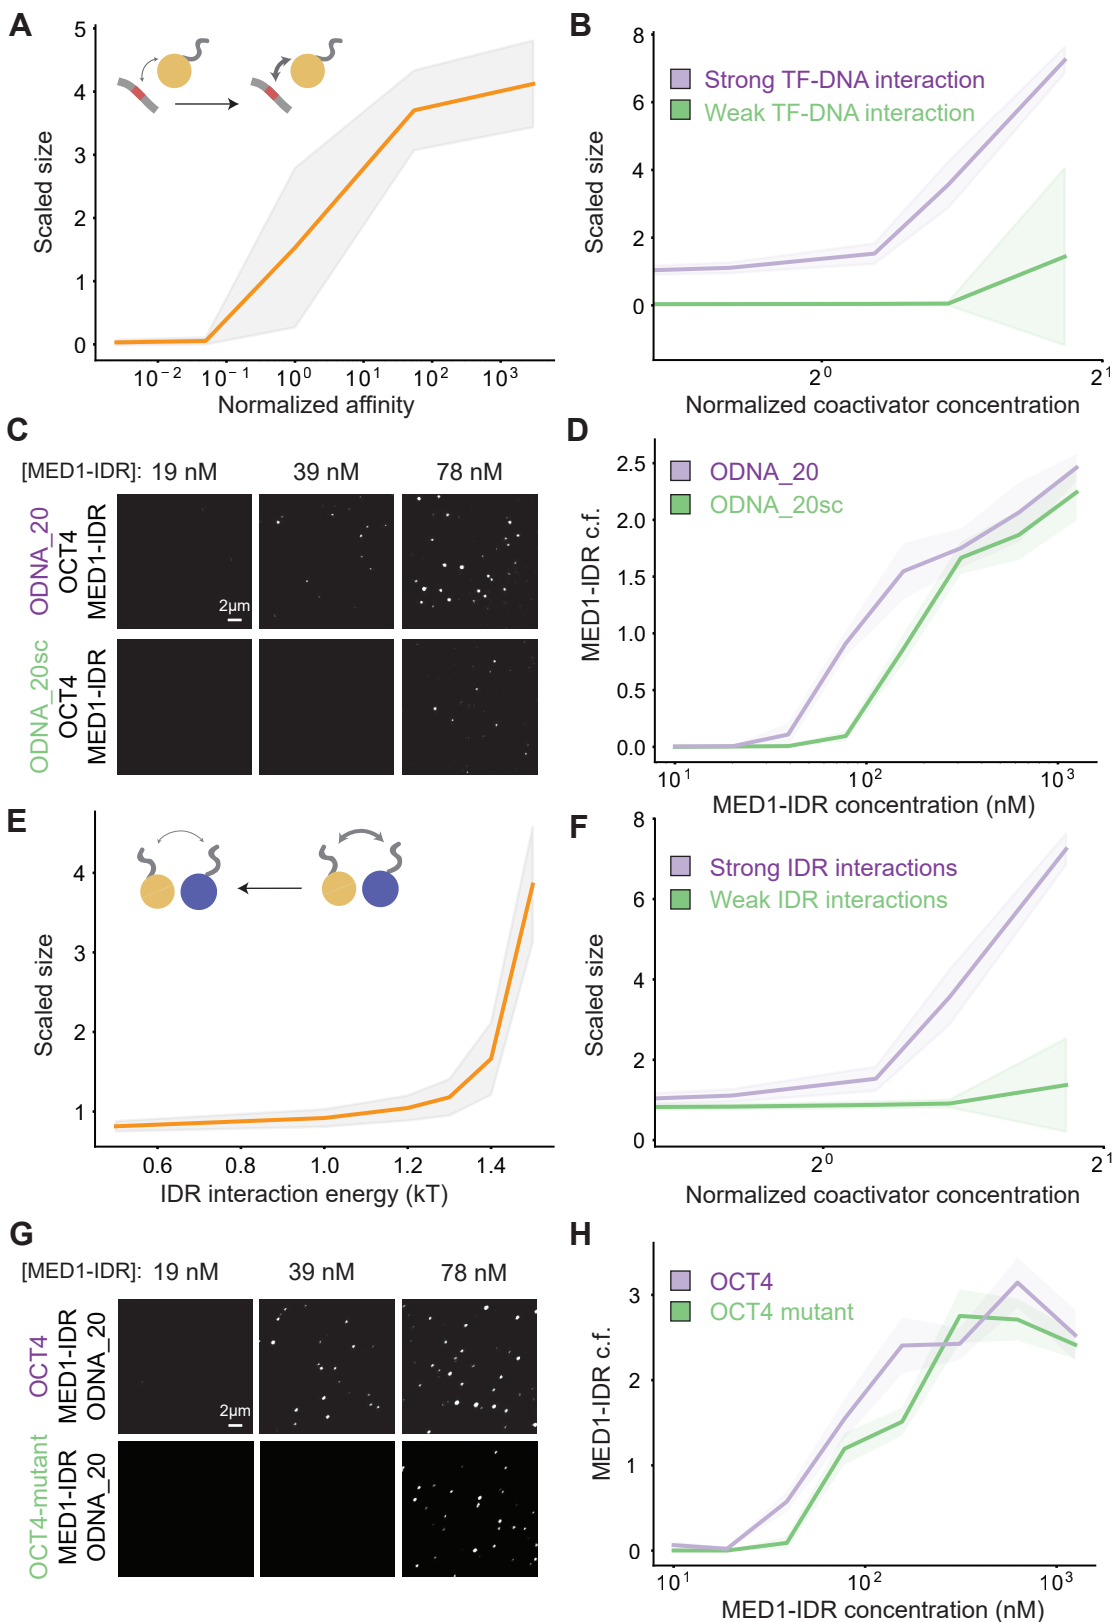 A
5
4
3
2
1
0
Scaled size
10⁻² 10⁻¹ 10⁰ 10¹ 10² 10³
Normalized affinity
B
8
6
4
2
0
Scaled size
Strong TF-DNA interaction
Weak TF-DNA interaction
2⁰ 2¹
Normalized coactivator concentration
C
[MED1-IDR]: 19 nM 39 nM 78 nM
ODNA_20
OCT4
MED1-IDR
2μm
ODNA_20sc
OCT4
MED1-IDR
D
2.5
2.0
1.5
1.0
0.5
0.0
MED1-IDR c.f.
ODNA_20
ODNA_20sc
10¹ 10² 10³
MED1-IDR concentration (nM)
E
4
3
2
1
Scaled size
0.6 0.8 1.0 1.2 1.4
IDR interaction energy (kT)
F
8
6
4
2
0
Scaled size
Strong IDR interactions
Weak IDR interactions
2⁰ 2¹
Normalized coactivator concentration
G
[MED1-IDR]: 19 nM 39 nM 78 nM
OCT4
MED1-IDR
ODNA_20
2μm
OCT4-mutant
MED1-IDR
ODNA_20
H
3
2
1
0
MED1-IDR c.f.
OCT4
OCT4 mutant
10¹ 10² 10³
MED1-IDR concentration (nM)